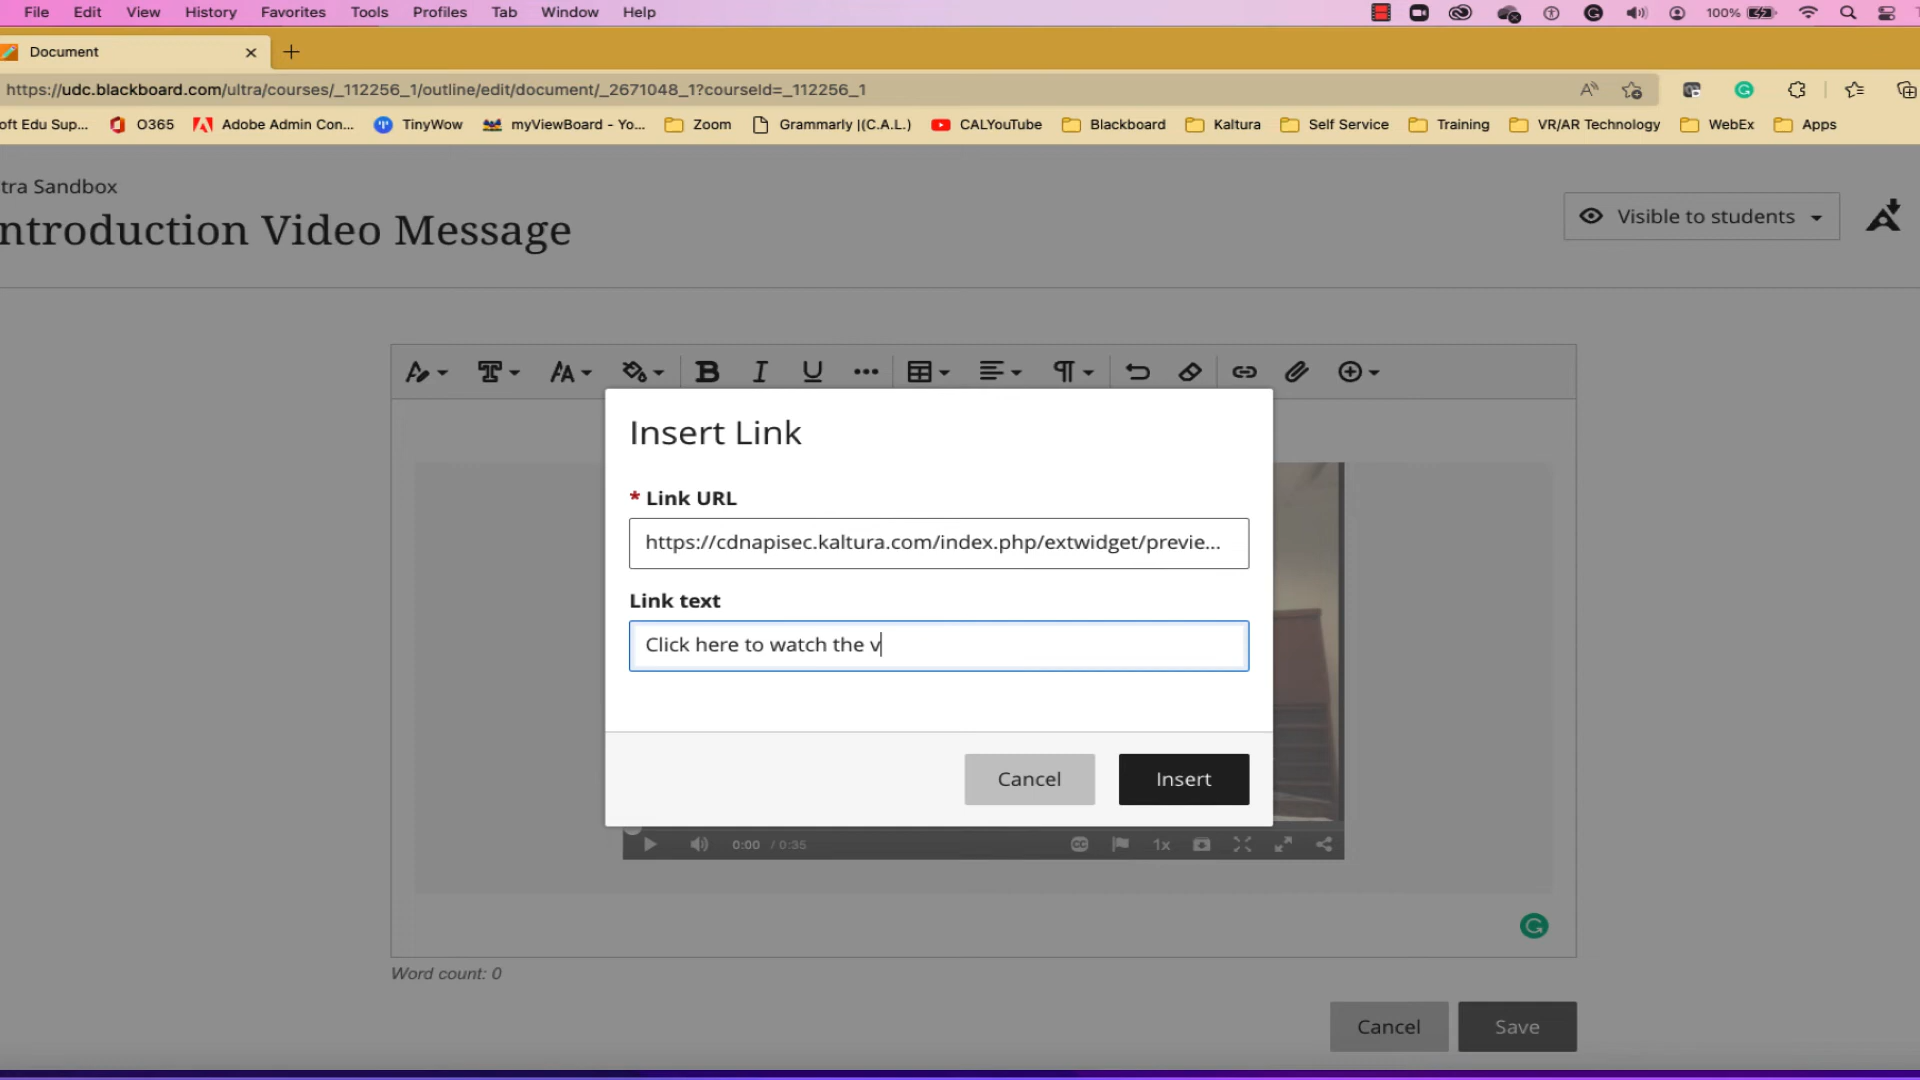 File Edit View History Favorites Tools Profiles Tab Window Help 100%
Document
https://udc.blackboard.com/ultra/courses/_112256_1/outline/edit/document/_2671048_1?courseId=_112256_1
oft Edu Sup... O365 Adobe Admin Con... TinyWow myViewBoard - Yo... Zoom Grammarly |(C.A.L.) CALYouTube Blackboard Kaltura Self Service Training VR/AR Technology WebEx Apps
tra Sandbox
ntroduction Video Message
Visible to students
Insert Link
* Link URL
https://cdnapisec.kaltura.com/index.php/extwidget/previe...
Link text
Click here to watch the v
Cancel Insert
0:00 / 0:35 CC 1x
Word count: 0
Cancel Save